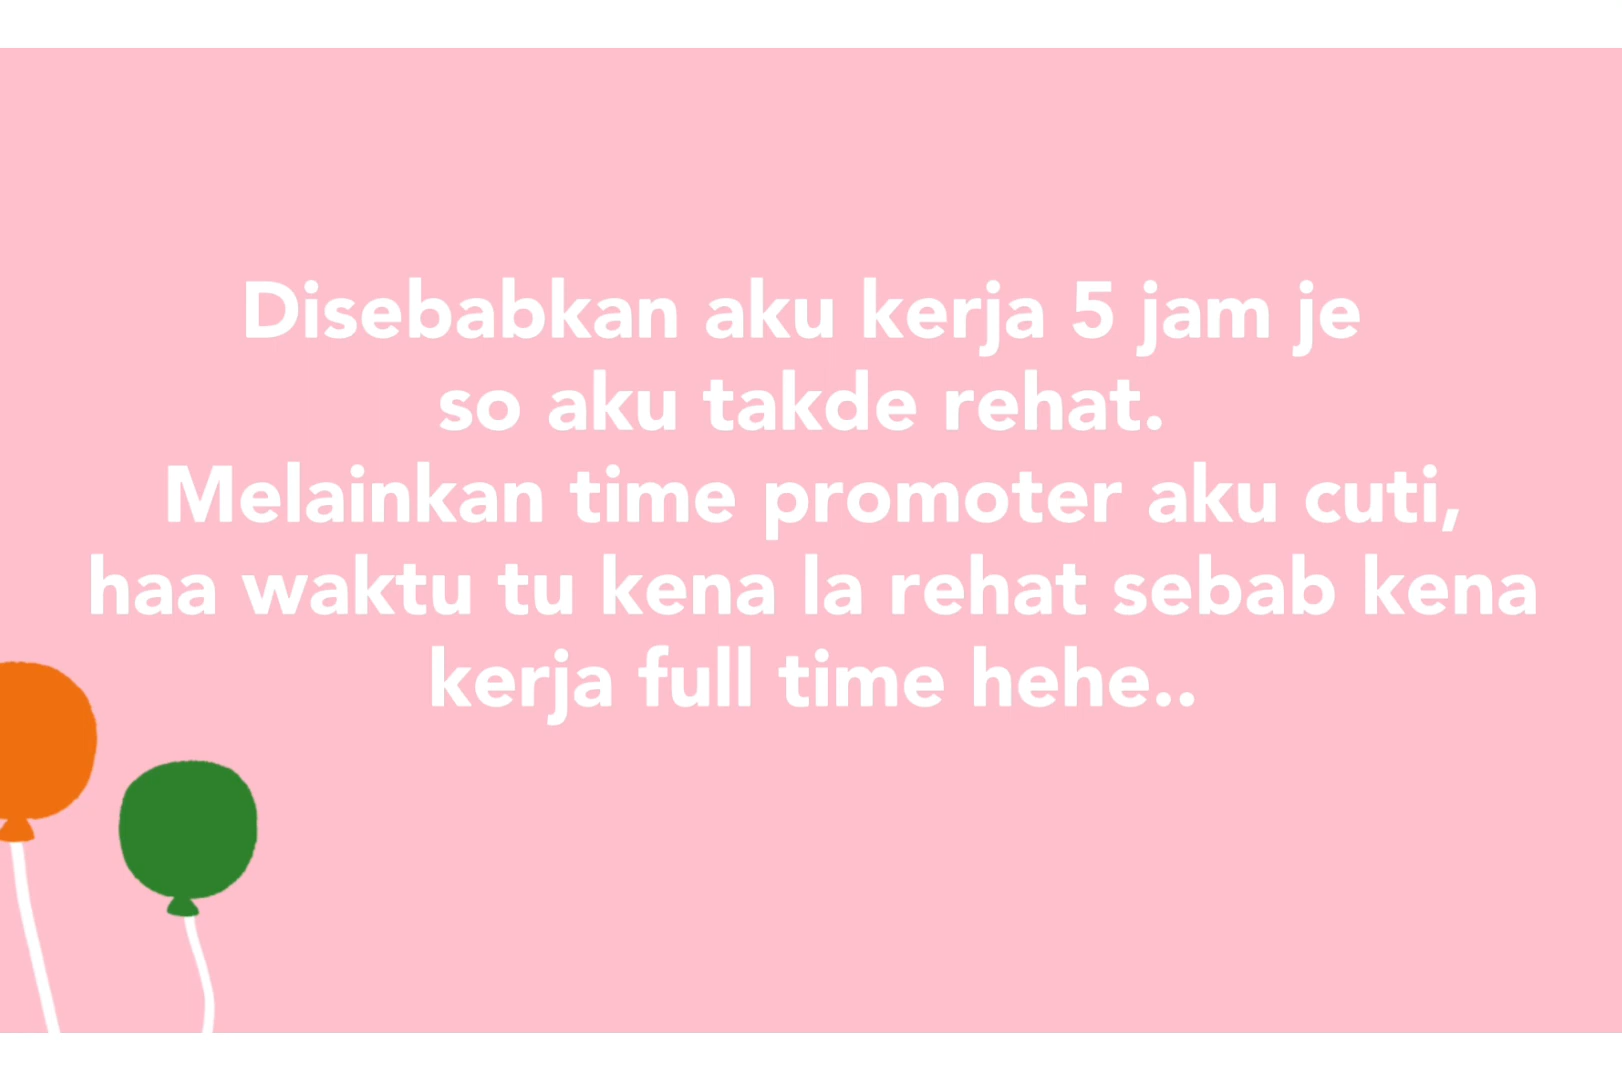 Disebabkan aku kerja 5 jam je
so aku takde rehat.
Melainkan time promoter aku cuti,
haa waktu tu kena la rehat sebab kena
kerja full time hehe..